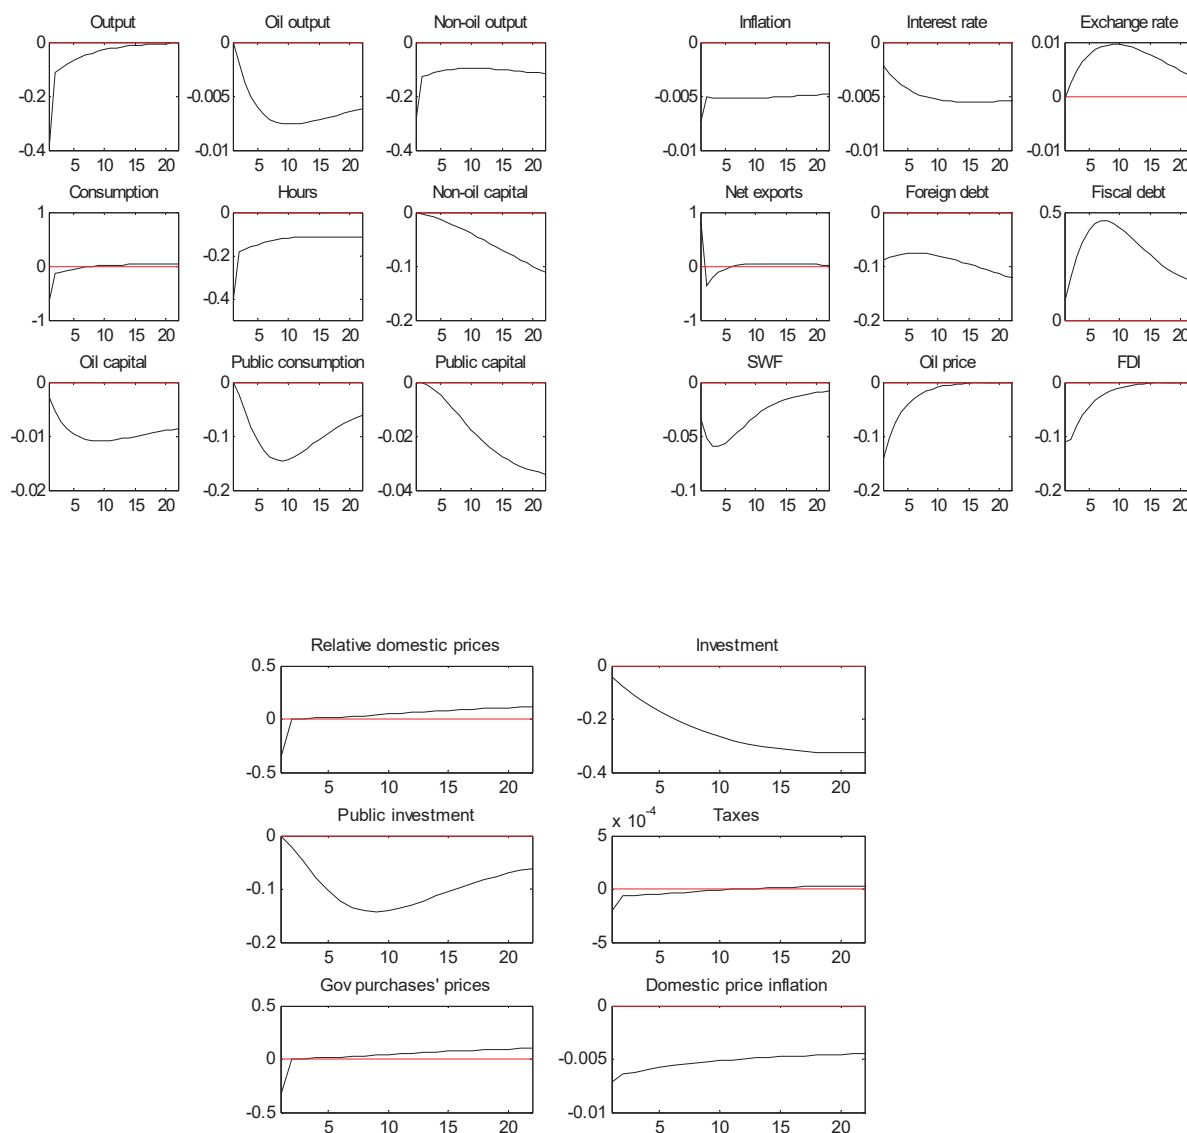 Output Oil output Non-oil output
0 0 0
-0.2 -0.005 -0.2
-0.4 -0.01 -0.4
5 10 15 20 5 10 15 20 5 10 15 20
Consumption Hours Non-oil capital
1 0 0
0 -0.2 -0.1
-1 -0.4 -0.2
5 10 15 20 5 10 15 20 5 10 15 20
Oil capital Public consumption Public capital
0 0 0
-0.01 -0.1 -0.02
-0.02 -0.2 -0.04
5 10 15 20 5 10 15 20 5 10 15 20
Inflation Interest rate Exchange rate
0 0 0.01
-0.005 -0.005 0
-0.01 -0.01 0.01
5 10 15 20 5 10 15 20 5 10 15 20
Net exports Foreign debt Fiscal debt
1 0 0.5
0 -0.1
-1 -0.2 0
5 10 15 20 5 10 15 20 5 10 15 20
SWF Oil price FDI
0 0 0
-0.05 -0.1 -0.1
-0.1 -0.2 -0.2
5 10 15 20 5 10 15 20 5 10 15 20
Relative domestic prices Investment
0.5 0
0 -0.2
-0.5 -0.4
5 10 15 20 5 10 15 20
Public investment x 10^-4 Taxes
0 5
-0.1 0
-0.2 -5
5 10 15 20 5 10 15 20
Gov purchases' prices Domestic price inflation
0.5 0
0 -0.005
-0.5 -0.01
5 10 15 20 5 10 15 20